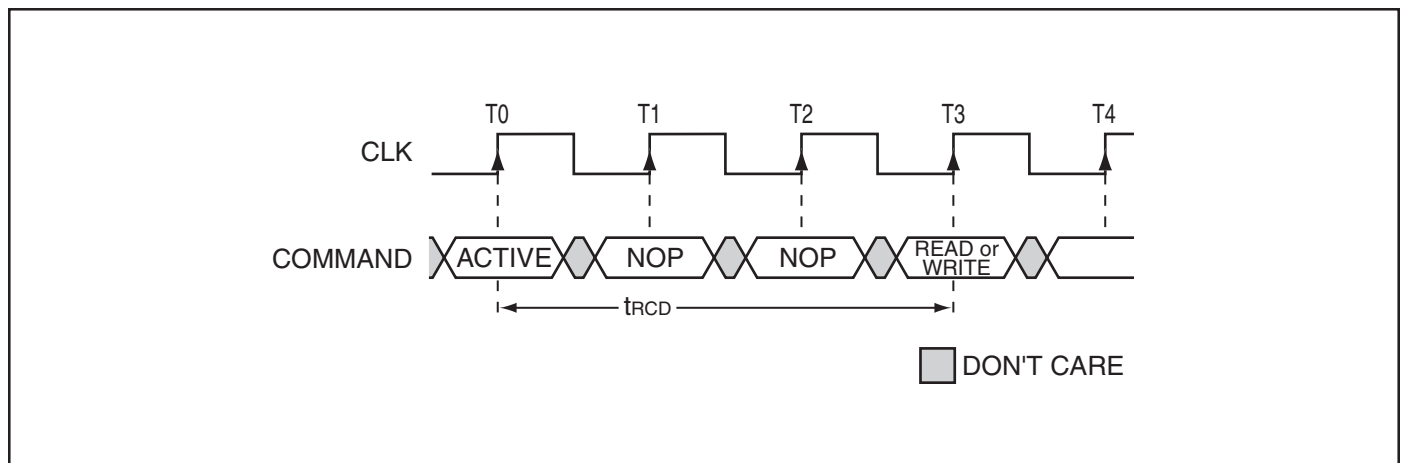 T0 T1 T2 T3 T4
CLK
COMMAND ACTIVE NOP NOP READ or
WRITE
tRCD
DON'T CARE